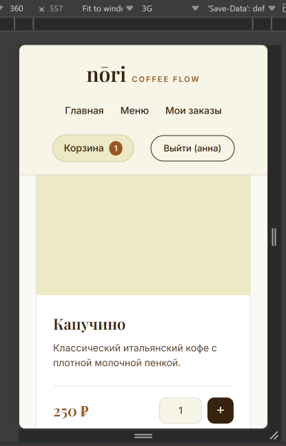 360 × 557 Fit to wind 3G 'Save-Data': def
nōri COFFEE FLOW
Главная Меню Мои заказы
Корзина 1 Выйти (анна)
Капучино
Классический итальянский кофе с
плотной молочной пенкой.
250 ₽ 1 +